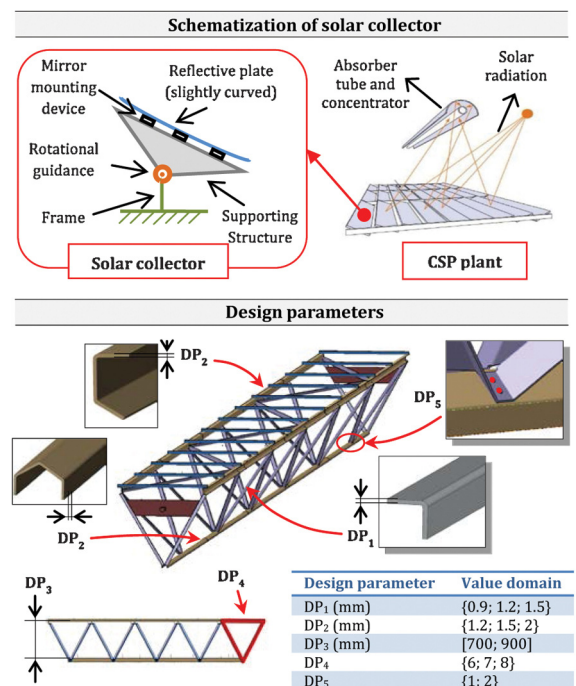 Schematization of solar collector
Mirror
mounting
device
Reflective plate
(slightly curved)
Rotational
guidance
Frame
Supporting
Structure
Solar collector
Absorber
tube and
concentrator
Solar
radiation
CSP plant
Design parameters
DP2
DP5
DP2
DP1
DP3
DP4
Design parameter Value domain
DP1 (mm) {0.9; 1.2; 1.5}
DP2 (mm) {1.2; 1.5; 2}
DP3 (mm) [700; 900]
DP4 {6; 7; 8}
DP5 {1; 2}